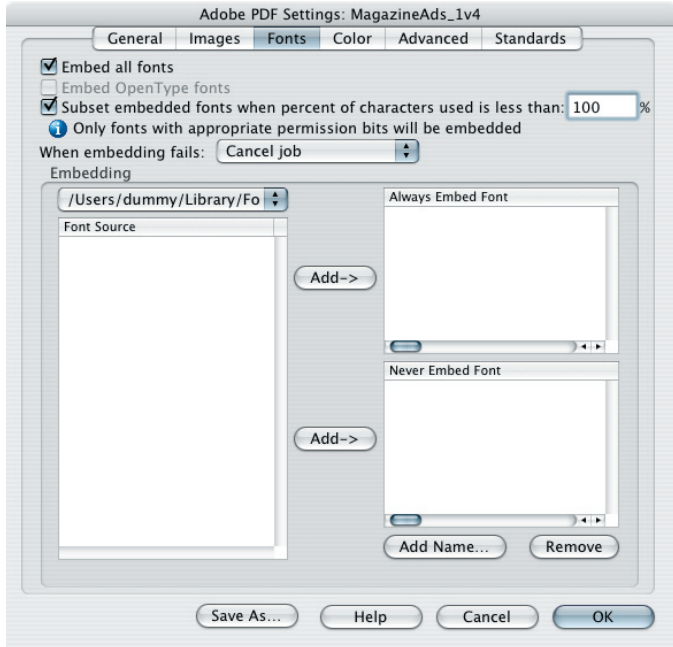 Adobe PDF Settings: MagazineAds_1v4
General Images Fonts Color Advanced Standards
Embed all fonts
Embed OpenType fonts
Subset embedded fonts when percent of characters used is less than: 100 %
Only fonts with appropriate permission bits will be embedded
When embedding fails: Cancel job
Embedding
/Users/dummy/Library/Fo
Font Source
Always Embed Font
Add->
Never Embed Font
Add->
Add Name... Remove
Save As... Help Cancel OK